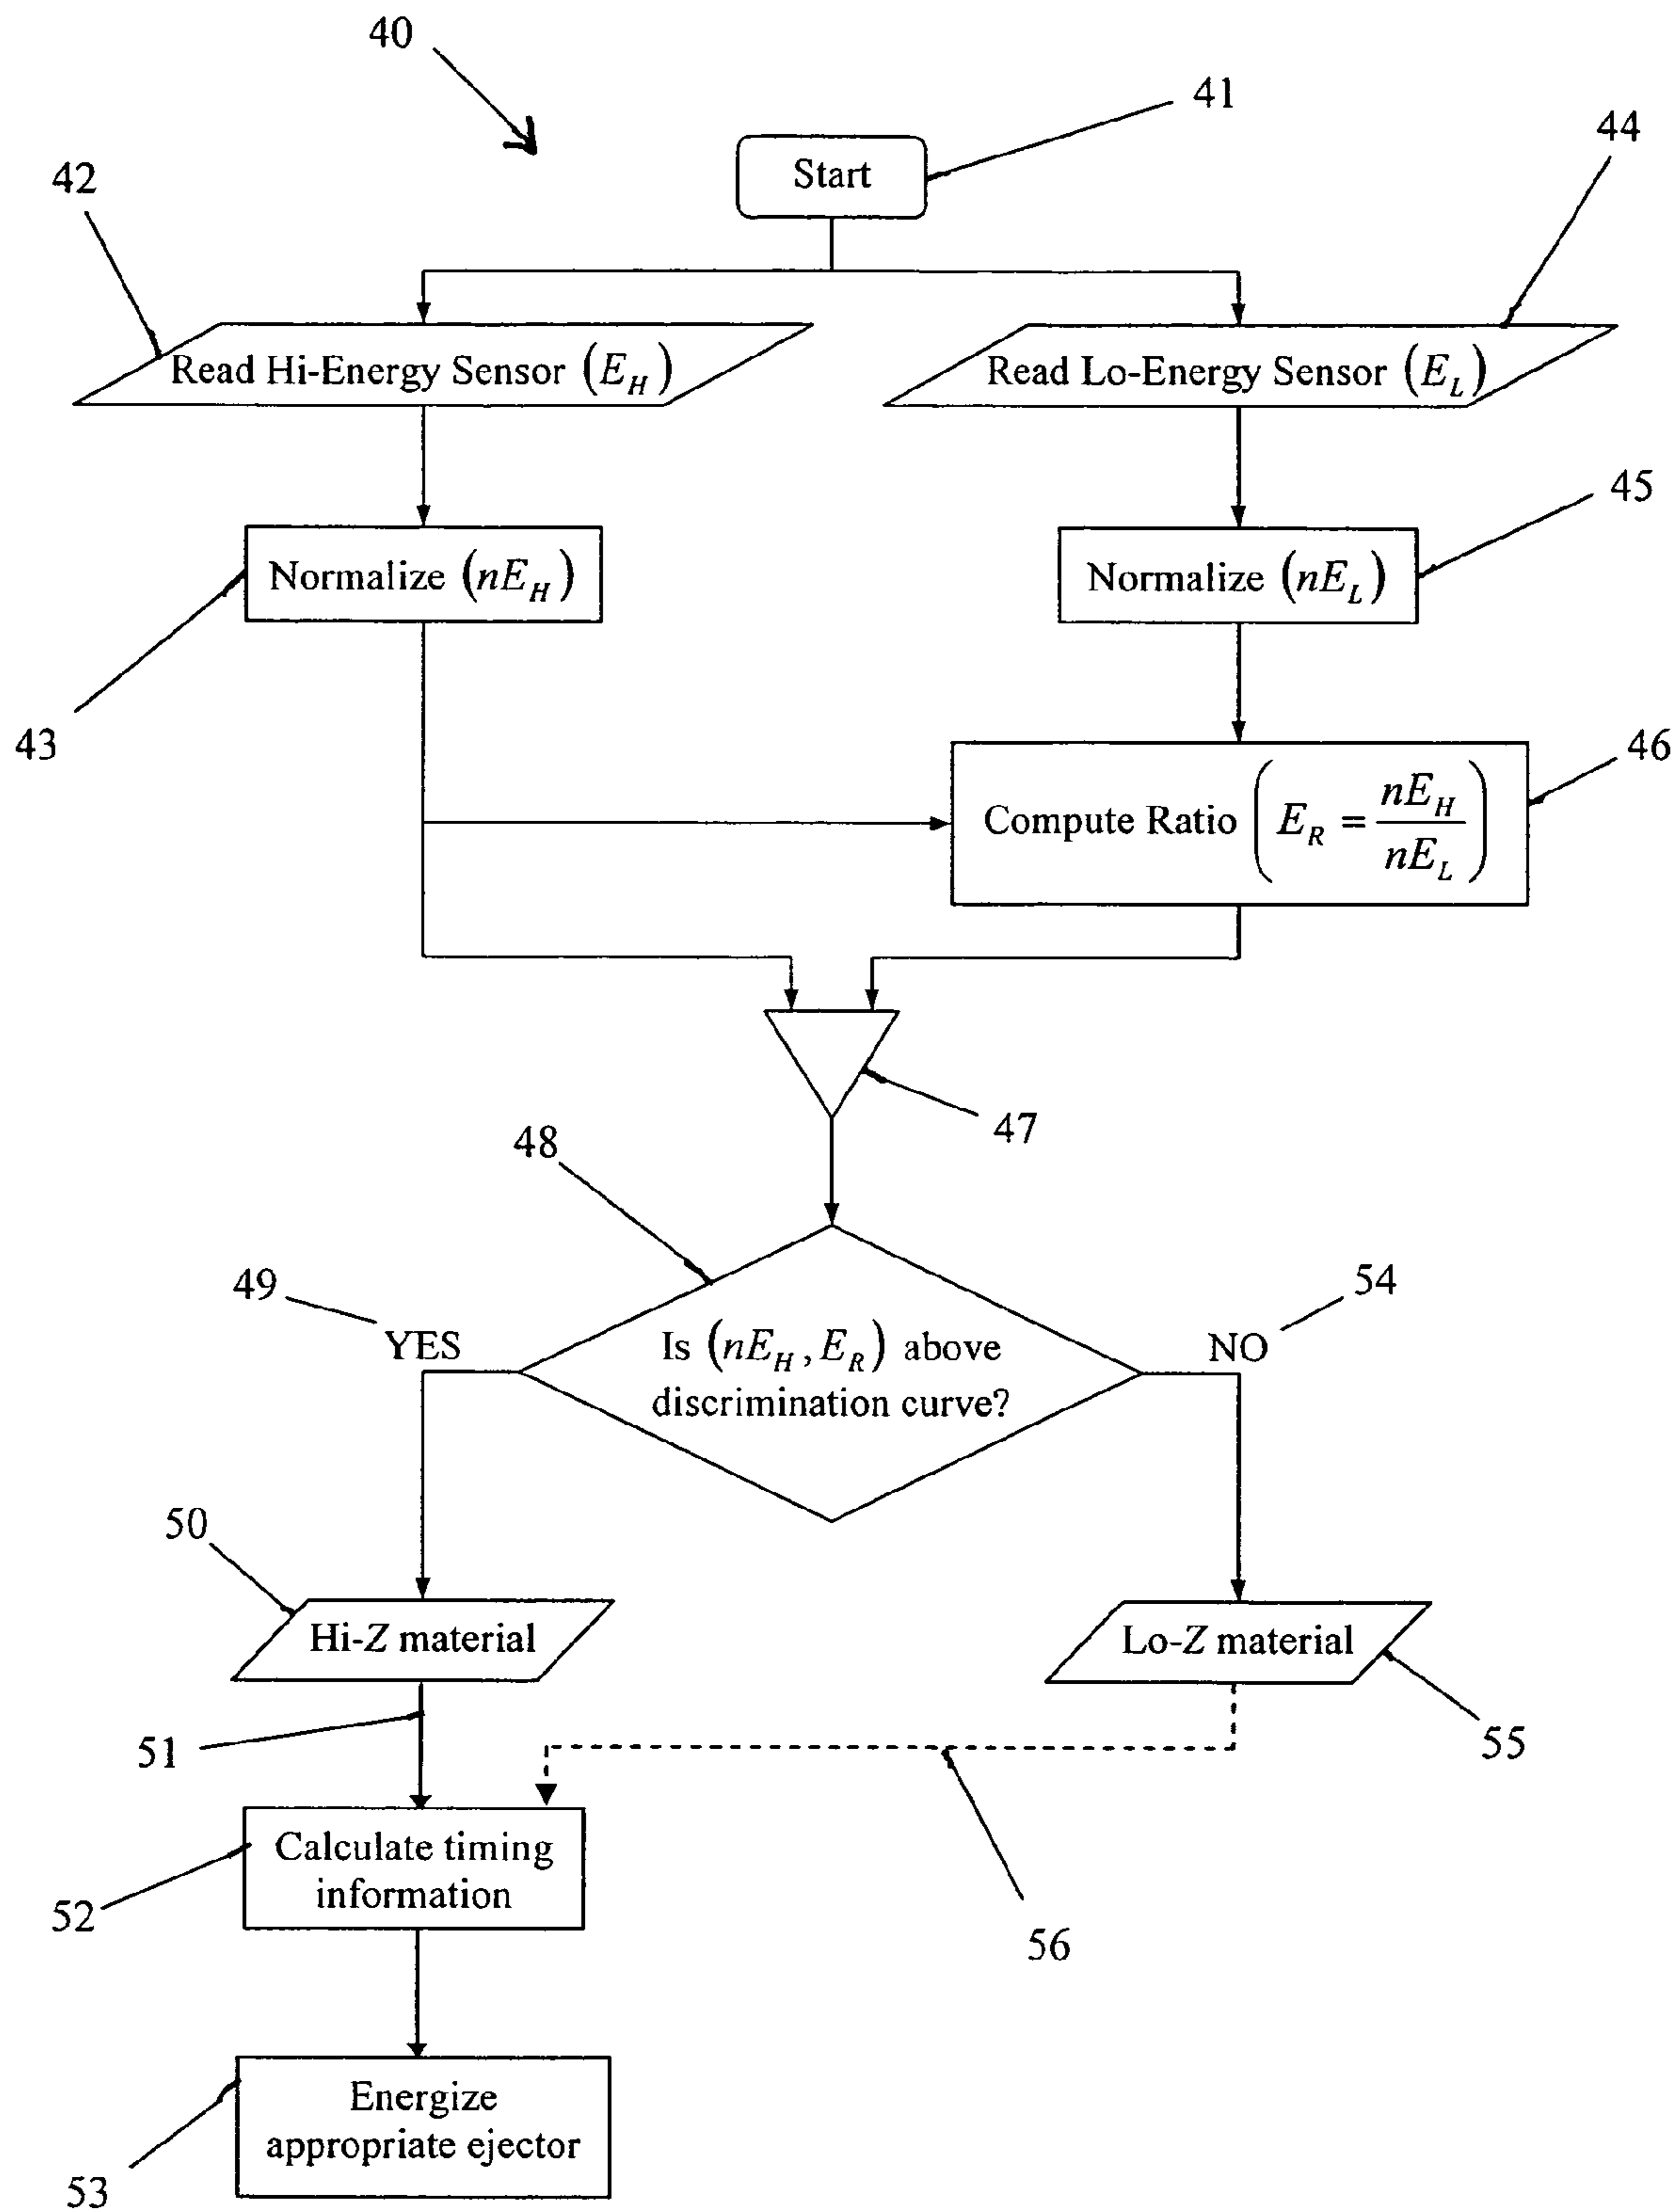 40
41
Start
44
42
Read Hi-Energy Sensor (E_H)
Read Lo-Energy Sensor (E_L)
45
Normalize (nE_H)
Normalize (nE_L)
43
46
Compute Ratio (E_R = nE_H / nE_L)
47
48
49
54
YES
NO
Is (nE_H, E_R) above
discrimination curve?
50
Hi-Z material
Lo-Z material
51
55
Calculate timing
information
52
56
Energize
appropriate ejector
53